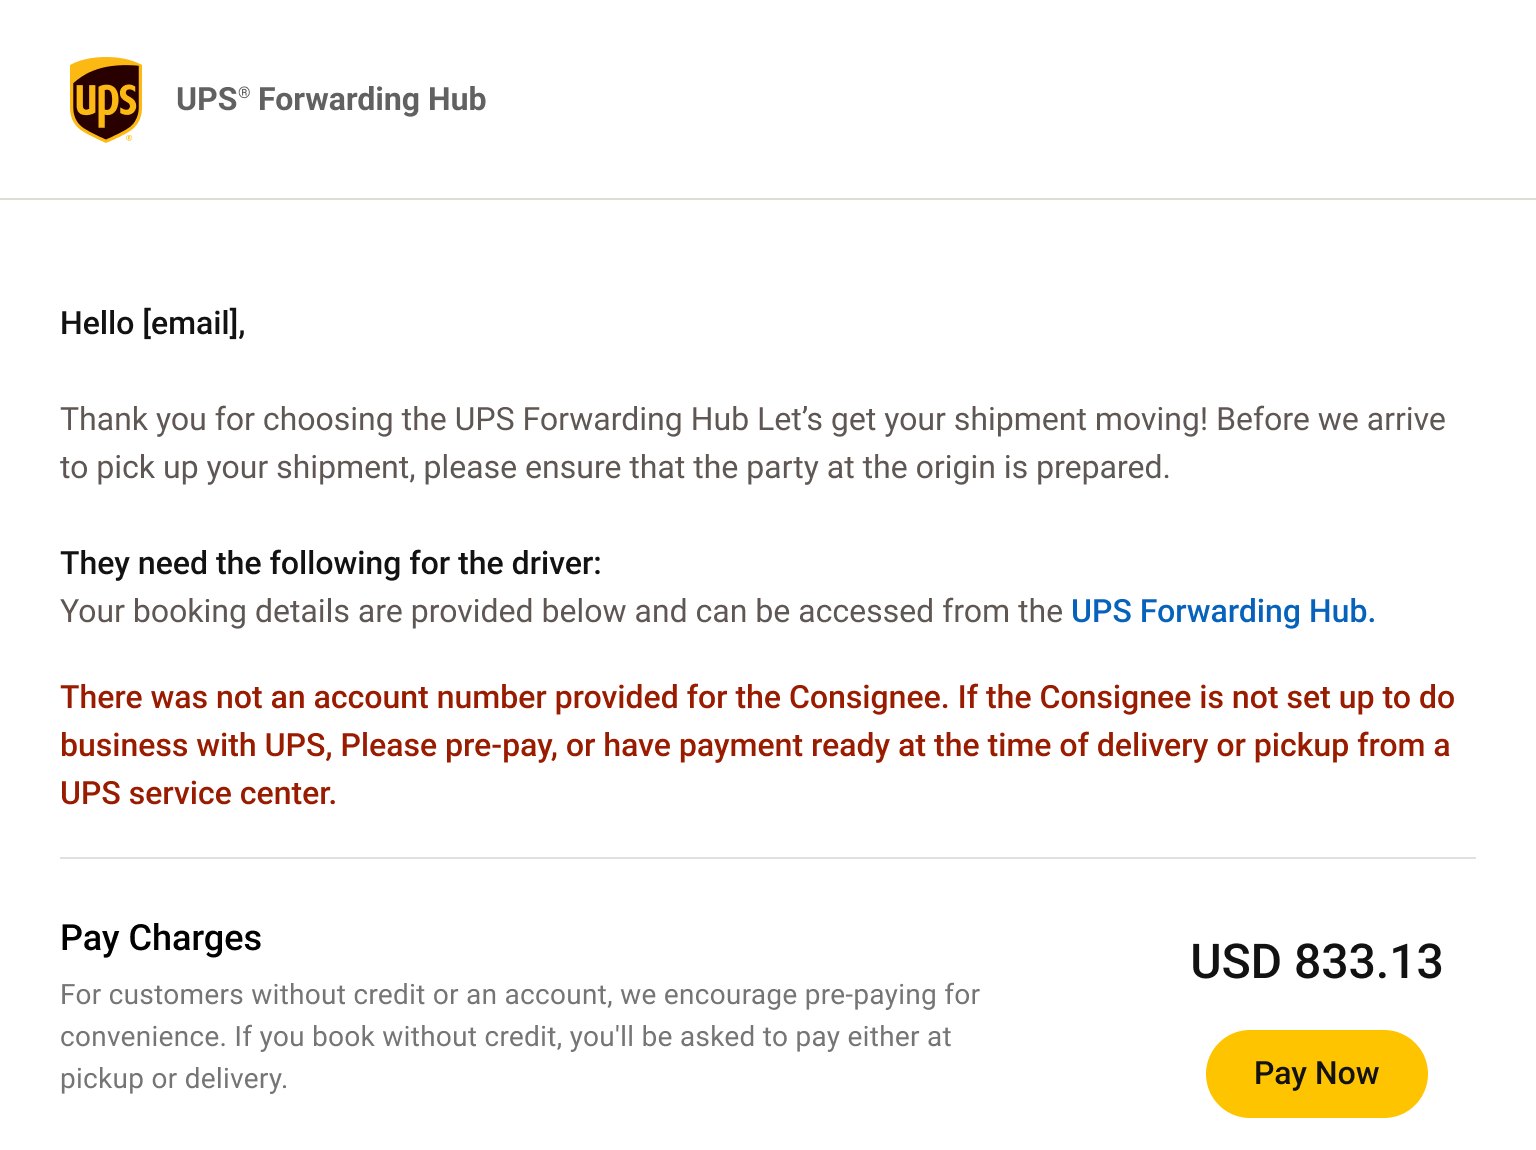 ups
UPS® Forwarding Hub
Hello [email],
Thank you for choosing the UPS Forwarding Hub Let’s get your shipment moving! Before we arrive
to pick up your shipment, please ensure that the party at the origin is prepared.
They need the following for the driver:
Your booking details are provided below and can be accessed from the UPS Forwarding Hub.
There was not an account number provided for the Consignee. If the Consignee is not set up to do
business with UPS, Please pre-pay, or have payment ready at the time of delivery or pickup from a
UPS service center.
Pay Charges
For customers without credit or an account, we encourage pre-paying for
convenience. If you book without credit, you'll be asked to pay either at
pickup or delivery.
USD 833.13
Pay Now